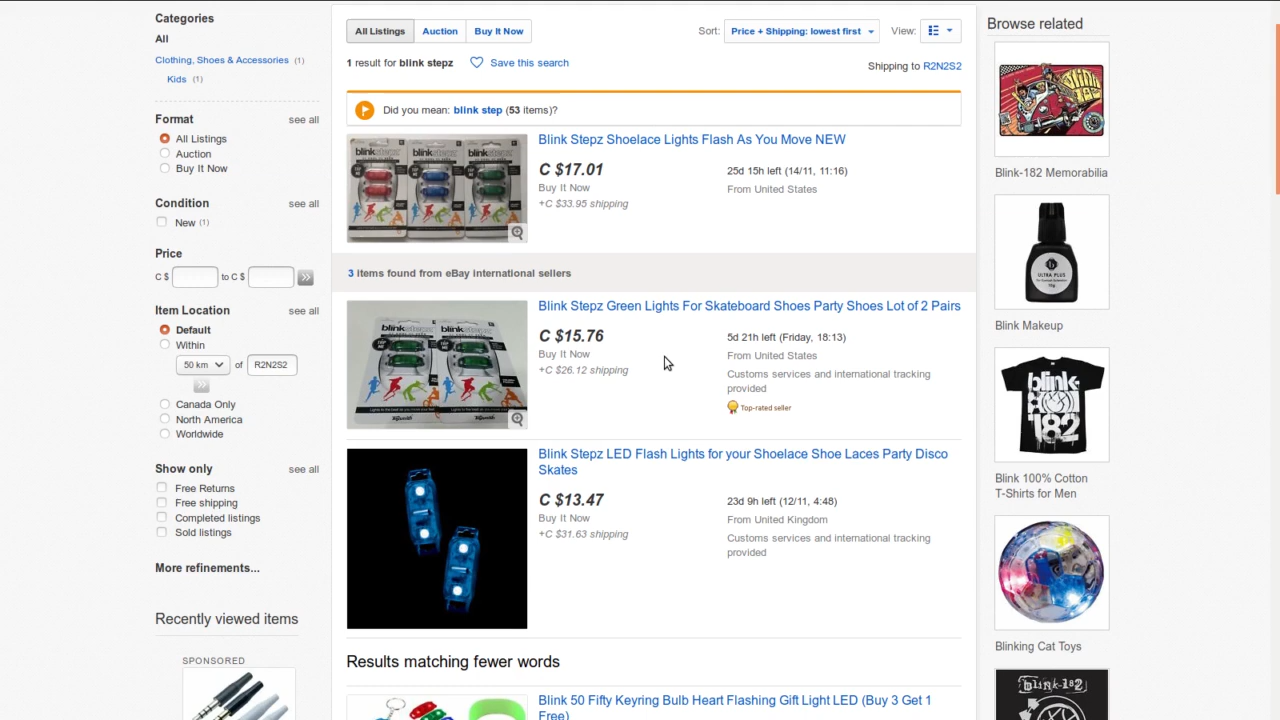 Categories
All
Clothing, Shoes & Accessories (1)
Kids (1)
Format
see all
All Listings
Auction
Buy It Now
Condition
see all
New (1)
Price
C $
to C $
Item Location
see all
Default
Within
50 km
of
R2N2S2
Canada Only
North America
Worldwide
Show only
see all
Free Returns
Free shipping
Completed listings
Sold listings
More refinements...
Recently viewed items
SPONSORED
All Listings
Auction
Buy It Now
Sort:
Price + Shipping: lowest first
View:
1 result for blink stepz
Save this search
Shipping to R2N2S2
Did you mean: blink step (53 items)?
blinkstepz
blinkstepz
blinkstepz
Blink Stepz Shoelace Lights Flash As You Move NEW
C $17.01
Buy It Now
+C $33.95 shipping
25d 15h left (14/11, 11:16)
From United States
3 items found from eBay international sellers
blinkstepz
blinkstepz
Blink Stepz Green Lights For Skateboard Shoes Party Shoes Lot of 2 Pairs
C $15.76
Buy It Now
+C $26.12 shipping
5d 21h left (Friday, 18:13)
From United States
Customs services and international tracking
provided
Top-rated seller
Blink Stepz LED Flash Lights for your Shoelace Shoe Laces Party Disco
Skates
C $13.47
Buy It Now
+C $31.63 shipping
23d 9h left (12/11, 4:48)
From United Kingdom
Customs services and international tracking
provided
Results matching fewer words
Blink 50 Fifty Keyring Bulb Heart Flashing Gift Light LED (Buy 3 Get 1
Free)
Browse related
Blink-182 Memorabilia
ULTRA PLUS
Blink Makeup
blink-
182
Blink 100% Cotton
T-Shirts for Men
Blinking Cat Toys
blink-182